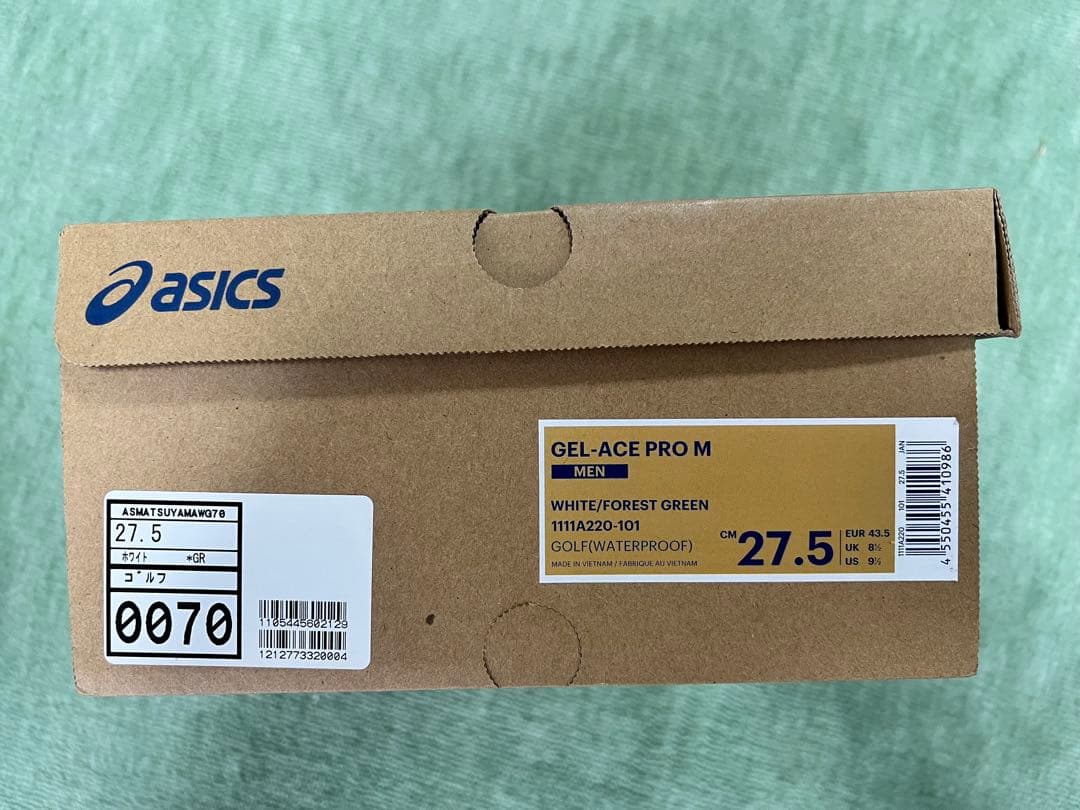 asics
ASMATSUYAMAWG70
27.5
ﾎﾜｲﾄ *GR
ｺﾞﾙﾌ
0070
1105445602129
1212773320004
GEL-ACE PRO M
MEN
WHITE/FOREST GREEN
1111A220-101
GOLF(WATERPROOF)
MADE IN VIETNAM / FABRIQUE AU VIETNAM
CM 27.5
EUR 43.5
UK 8½
US 9½
1111A220 101 27.5 JAN
4 550455 410986